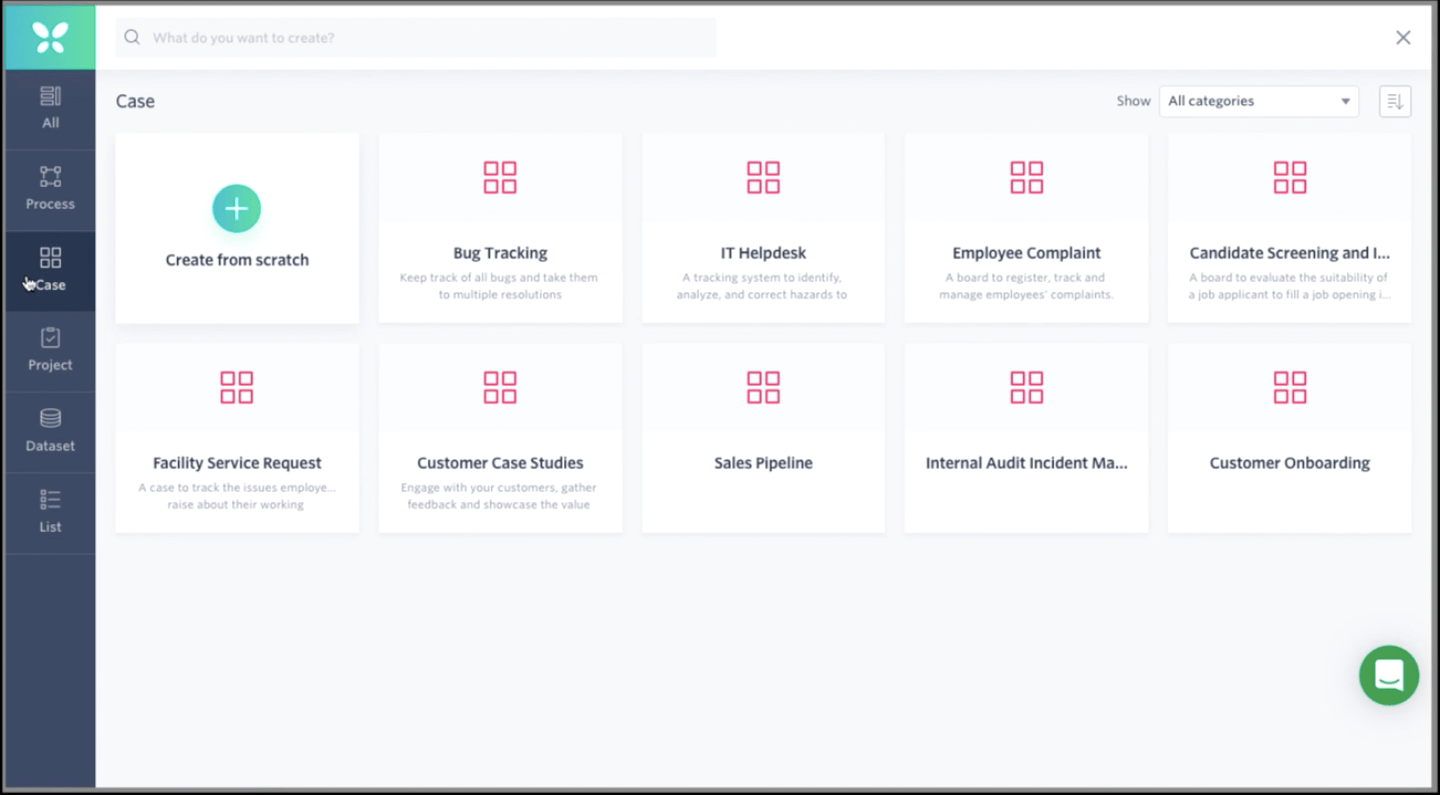 What do you want to create?
Case
Show
All categories
All
Process
Case
Project
Dataset
List
Create from scratch
Bug Tracking
Keep track of all bugs and take them
to multiple resolutions
IT Helpdesk
A tracking system to identify,
analyze, and correct hazards to
Employee Complaint
A board to register, track and
manage employees' complaints.
Candidate Screening and I...
A board to evaluate the suitability of
a job applicant to fill a job opening i...
Facility Service Request
A case to track the issues employe...
raise about their working
Customer Case Studies
Engage with your customers, gather
feedback and showcase the value
Sales Pipeline
Internal Audit Incident Ma...
Customer Onboarding